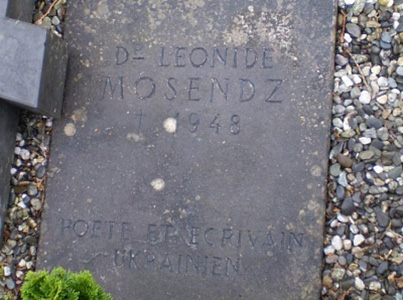 Dr LEONIDE
MOSENDZ
† 1948
POETE ET ECRIVAIN
UKRAINIEN